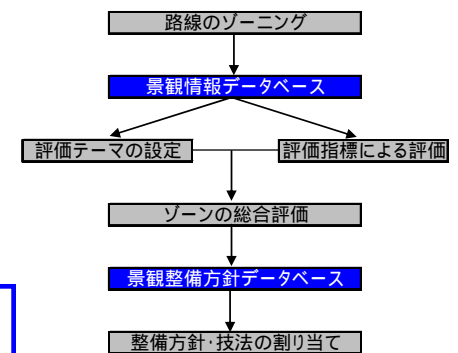 路線のゾーニング
景観情報データベース
評価テーマの設定
評価指標による評価
ゾーンの総合評価
景観整備方針データベース
整備方針・技法の割り当て